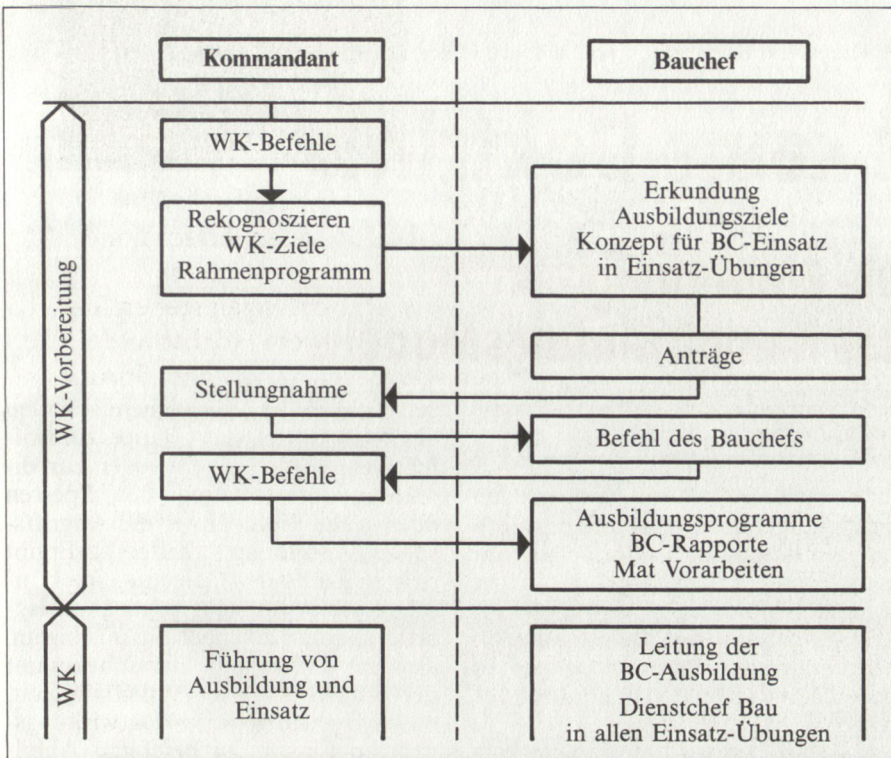 Kommandant
Bauchef
WK-Vorbereitung
WK-Befehle
Rekognoszieren
WK-Ziele
Rahmenprogramm
Erkundung
Ausbildungsziele
Konzept für BC-Einsatz
in Einsatz-Übungen
Anträge
Stellungnahme
Befehl des Bauchefs
WK-Befehle
Ausbildungsprogramme
BC-Rapporte
Mat Vorarbeiten
WK
Führung von
Ausbildung und
Einsatz
Leitung der
BC-Ausbildung
Dienstchef Bau
in allen Einsatz-Übungen